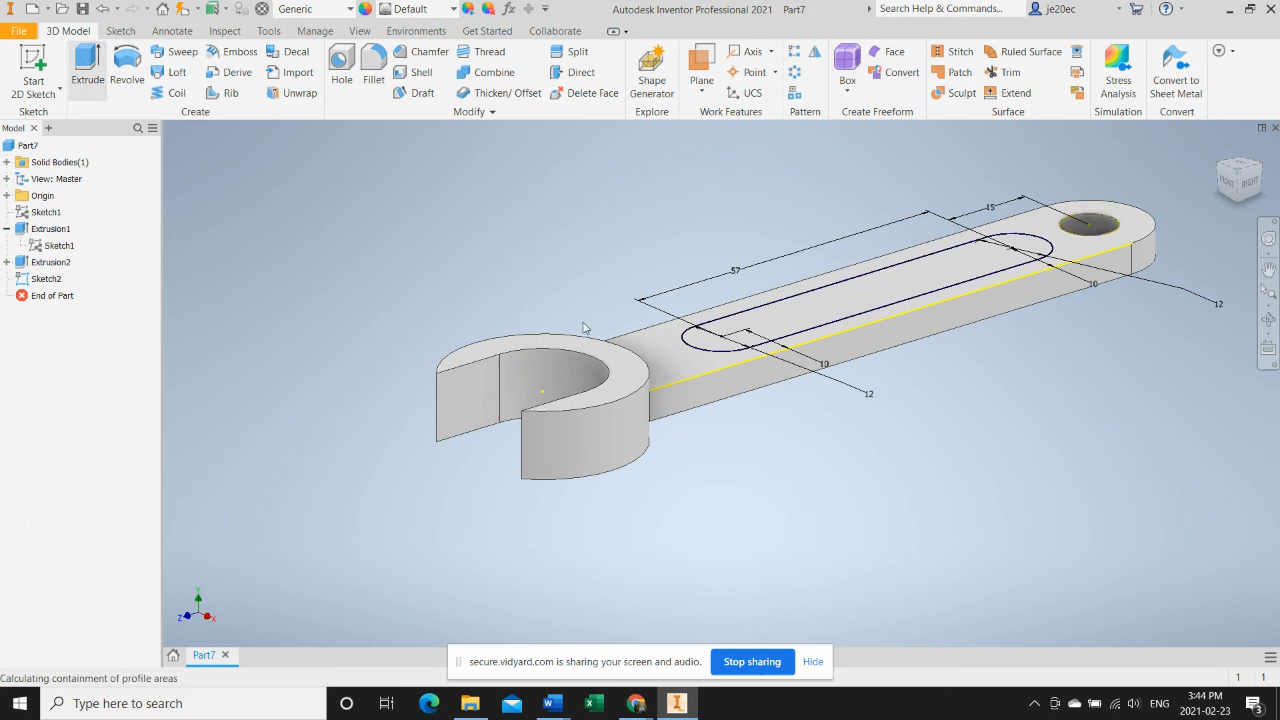 Generic
Default
Autodesk Inventor Professional 2021 Part7
Search Help & Commands...
je20ec
File
3D Model
Sketch
Annotate
Inspect
Tools
Manage
View
Environments
Get Started
Collaborate
Start
2D Sketch
Sketch
Extrude
Revolve
Sweep
Emboss
Decal
Loft
Derive
Import
Coil
Rib
Unwrap
Create
Hole
Fillet
Chamfer
Thread
Split
Shell
Combine
Direct
Draft
Thicken/ Offset
Delete Face
Modify
Shape
Generator
Explore
Plane
Axis
Point
UCS
Work Features
Pattern
Box
Face
Convert
Create Freeform
Stitch
Ruled Surface
Patch
Trim
Sculpt
Extend
Surface
Stress
Analysis
Simulation
Convert to
Sheet Metal
Convert
Model
Part7
Solid Bodies(1)
View: Master
Origin
Sketch1
Extrusion1
Sketch1
Extrusion2
Sketch2
End of Part
FRONT
RIGHT
15
57
10
12
10
12
Y
Z
X
Part7
secure.vidyard.com is sharing your screen and audio.
Stop sharing
Hide
Calculating containment of profile areas
1
1
Type here to search
ENG
3:44 PM
2021-02-23
3